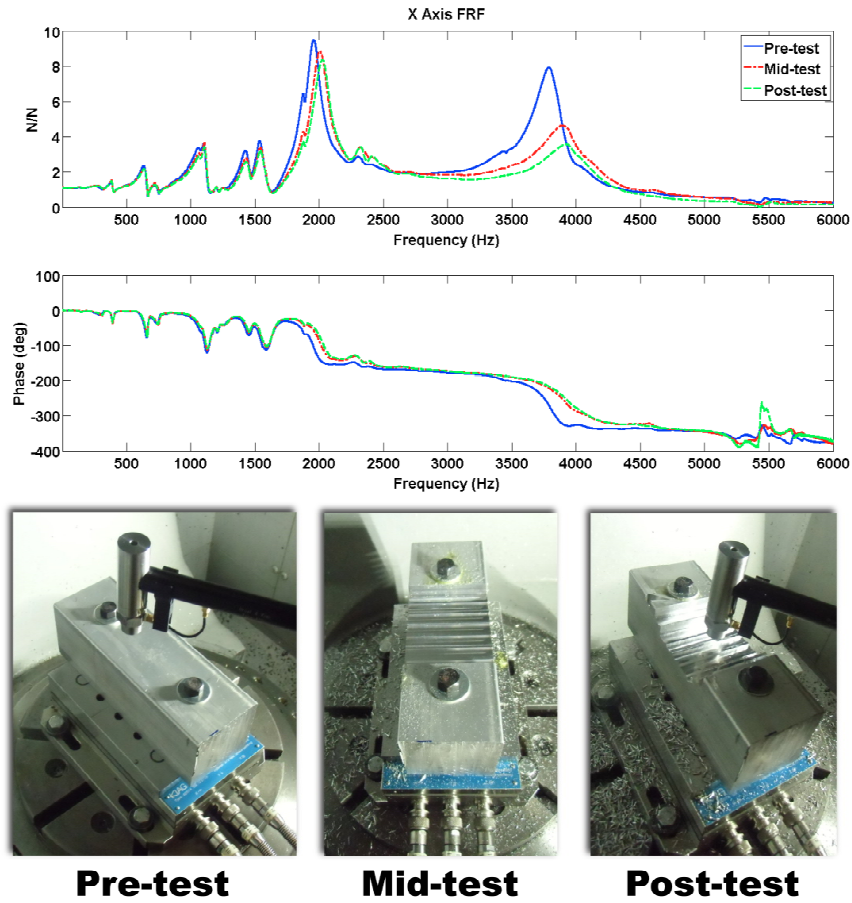 X Axis FRF
10
8
6
4
2
0
N/N
Pre-test
Mid-test
Post-test
500 1000 1500 2000 2500 3000 3500 4000 4500 5000 5500 6000
Frequency (Hz)
100
0
-100
-200
-300
-400
Phase (deg)
500 1000 1500 2000 2500 3000 3500 4000 4500 5000 5500 6000
Frequency (Hz)
Pre-test Mid-test Post-test